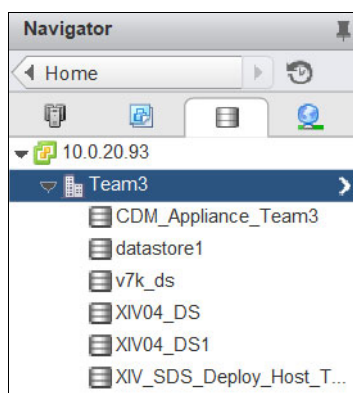 Navigator
Home
10.0.20.93
Team3
CDM_Appliance_Team3
datastore1
v7k_ds
XIV04_DS
XIV04_DS1
XIV_SDS_Deploy_Host_T...